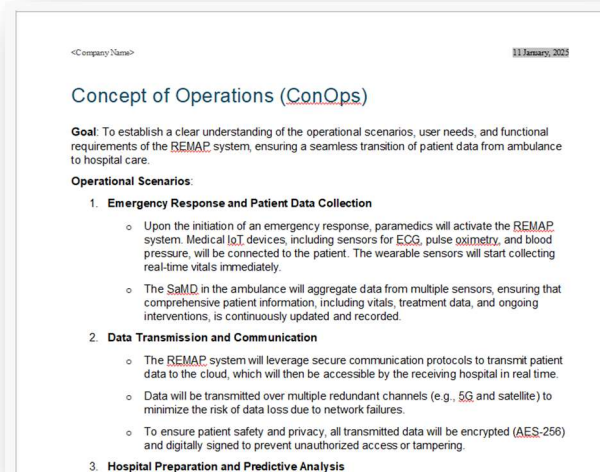 <Company Name> 11 January, 2025
Concept of Operations (ConOps)
Goal: To establish a clear understanding of the operational scenarios, user needs, and functional
requirements of the REMAP system, ensuring a seamless transition of patient data from ambulance
to hospital care.
Operational Scenarios:
1. Emergency Response and Patient Data Collection
o Upon the initiation of an emergency response, paramedics will activate the REMAP
system. Medical IoT devices, including sensors for ECG, pulse oximetry, and blood
pressure, will be connected to the patient. The wearable sensors will start collecting
real-time vitals immediately.
o The SaMD in the ambulance will aggregate data from multiple sensors, ensuring that
comprehensive patient information, including vitals, treatment data, and ongoing
interventions, is continuously updated and recorded.
2. Data Transmission and Communication
o The REMAP system will leverage secure communication protocols to transmit patient
data to the cloud, which will then be accessible by the receiving hospital in real time.
o Data will be transmitted over multiple redundant channels (e.g., 5G and satellite) to
minimize the risk of data loss due to network failures.
o To ensure patient safety and privacy, all transmitted data will be encrypted (AES-256)
and digitally signed to prevent unauthorized access or tampering.
3. Hospital Preparation and Predictive Analysis